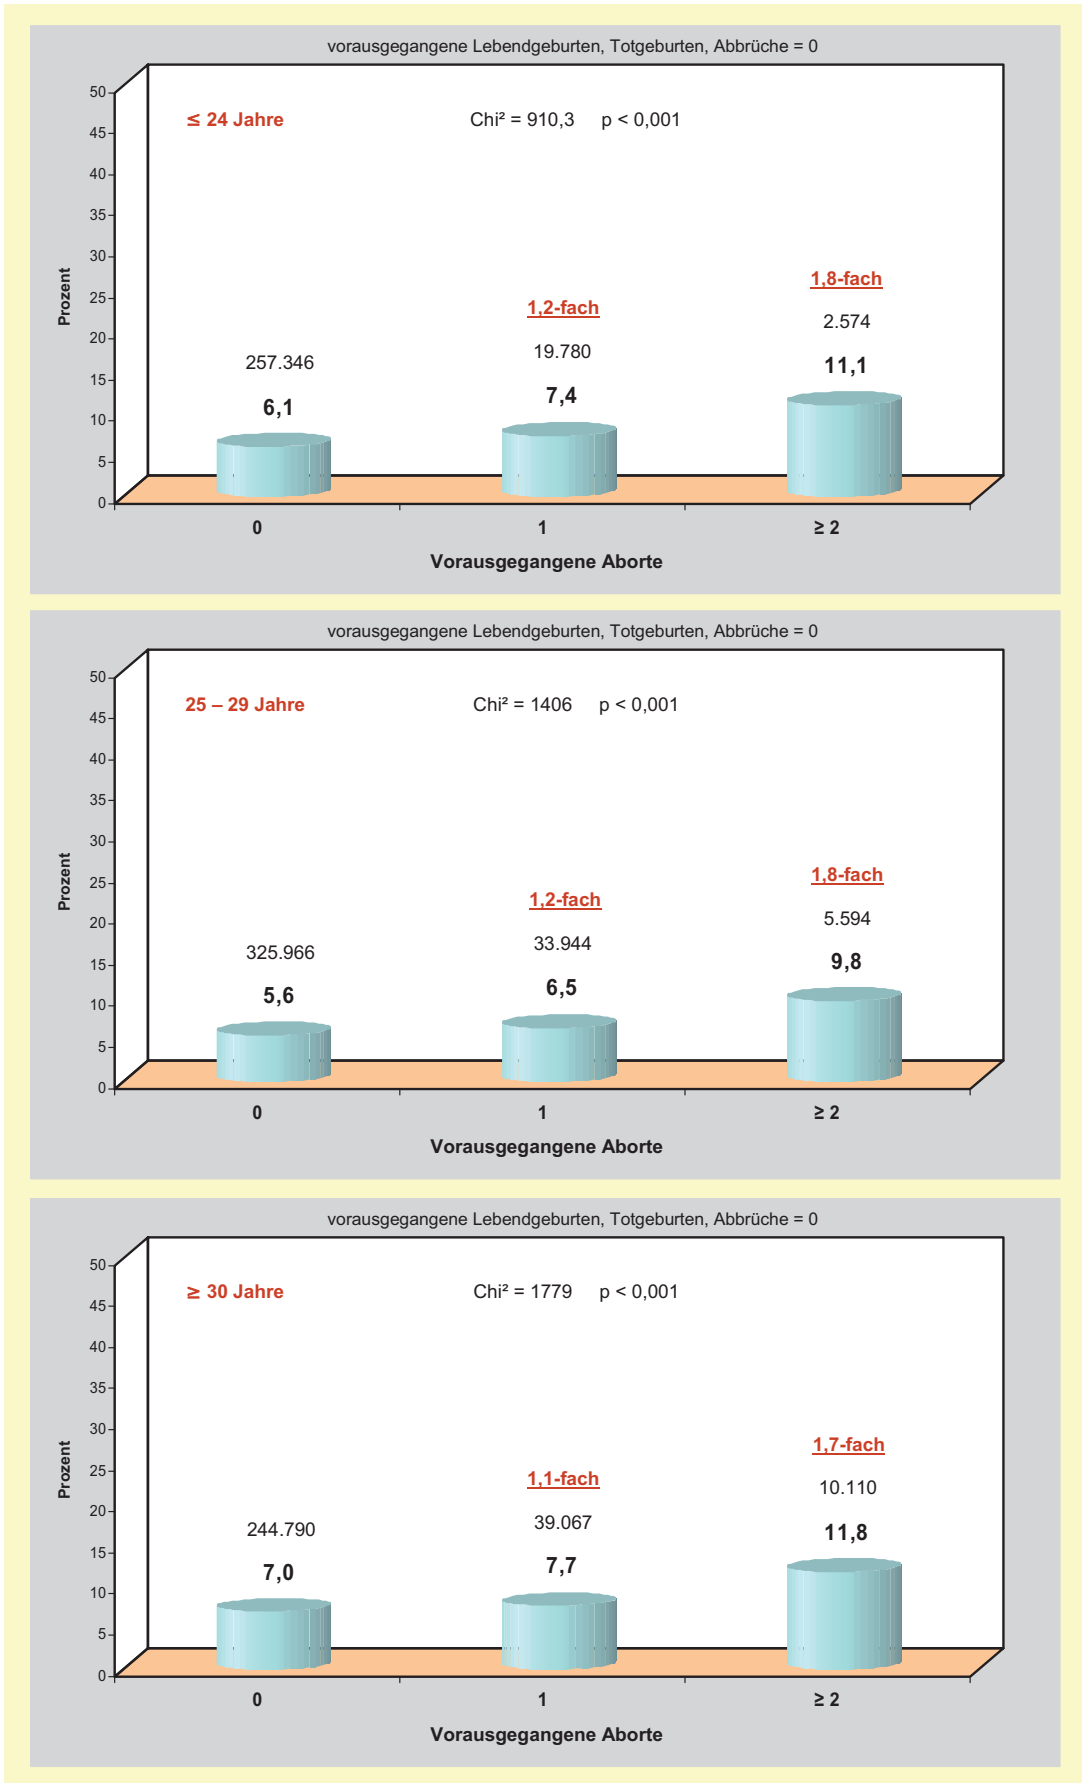 vorausgegangene Lebendgeburten, Totgeburten, Abbrüche = 0
≤ 24 Jahre
Chi² = 910,3 p < 0,001
Prozent
50
45
40
35
30
25
20
15
10
5
0
257.346
6,1
1,2-fach
19.780
7,4
1,8-fach
2.574
11,1
0 1 ≥ 2
Vorausgegangene Aborte
vorausgegangene Lebendgeburten, Totgeburten, Abbrüche = 0
25 – 29 Jahre
Chi² = 1406 p < 0,001
Prozent
50
45
40
35
30
25
20
15
10
5
0
325.966
5,6
1,2-fach
33.944
6,5
1,8-fach
5.594
9,8
0 1 ≥ 2
Vorausgegangene Aborte
vorausgegangene Lebendgeburten, Totgeburten, Abbrüche = 0
≥ 30 Jahre
Chi² = 1779 p < 0,001
Prozent
50
45
40
35
30
25
20
15
10
5
0
244.790
7,0
1,1-fach
39.067
7,7
1,7-fach
10.110
11,8
0 1 ≥ 2
Vorausgegangene Aborte